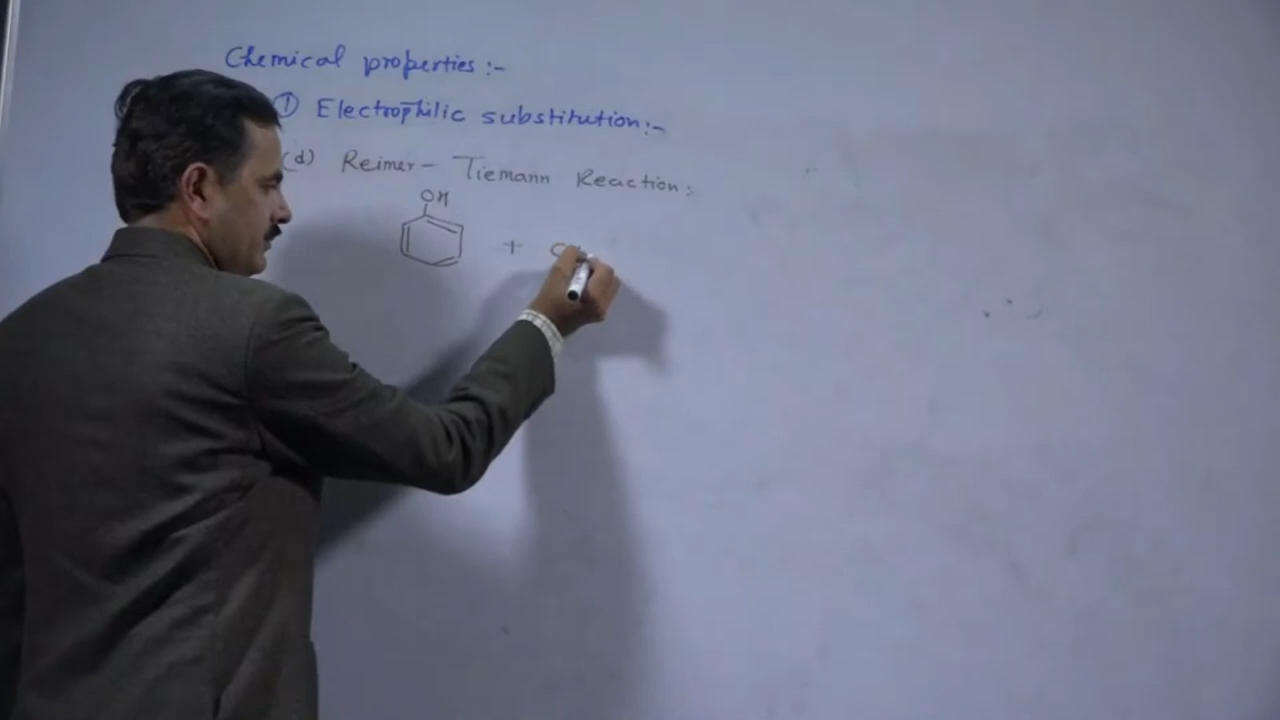 Chemical properties :-
① Electrophilic substitution:-
(d) Reimer - Tiemann Reaction:
OH
+ C